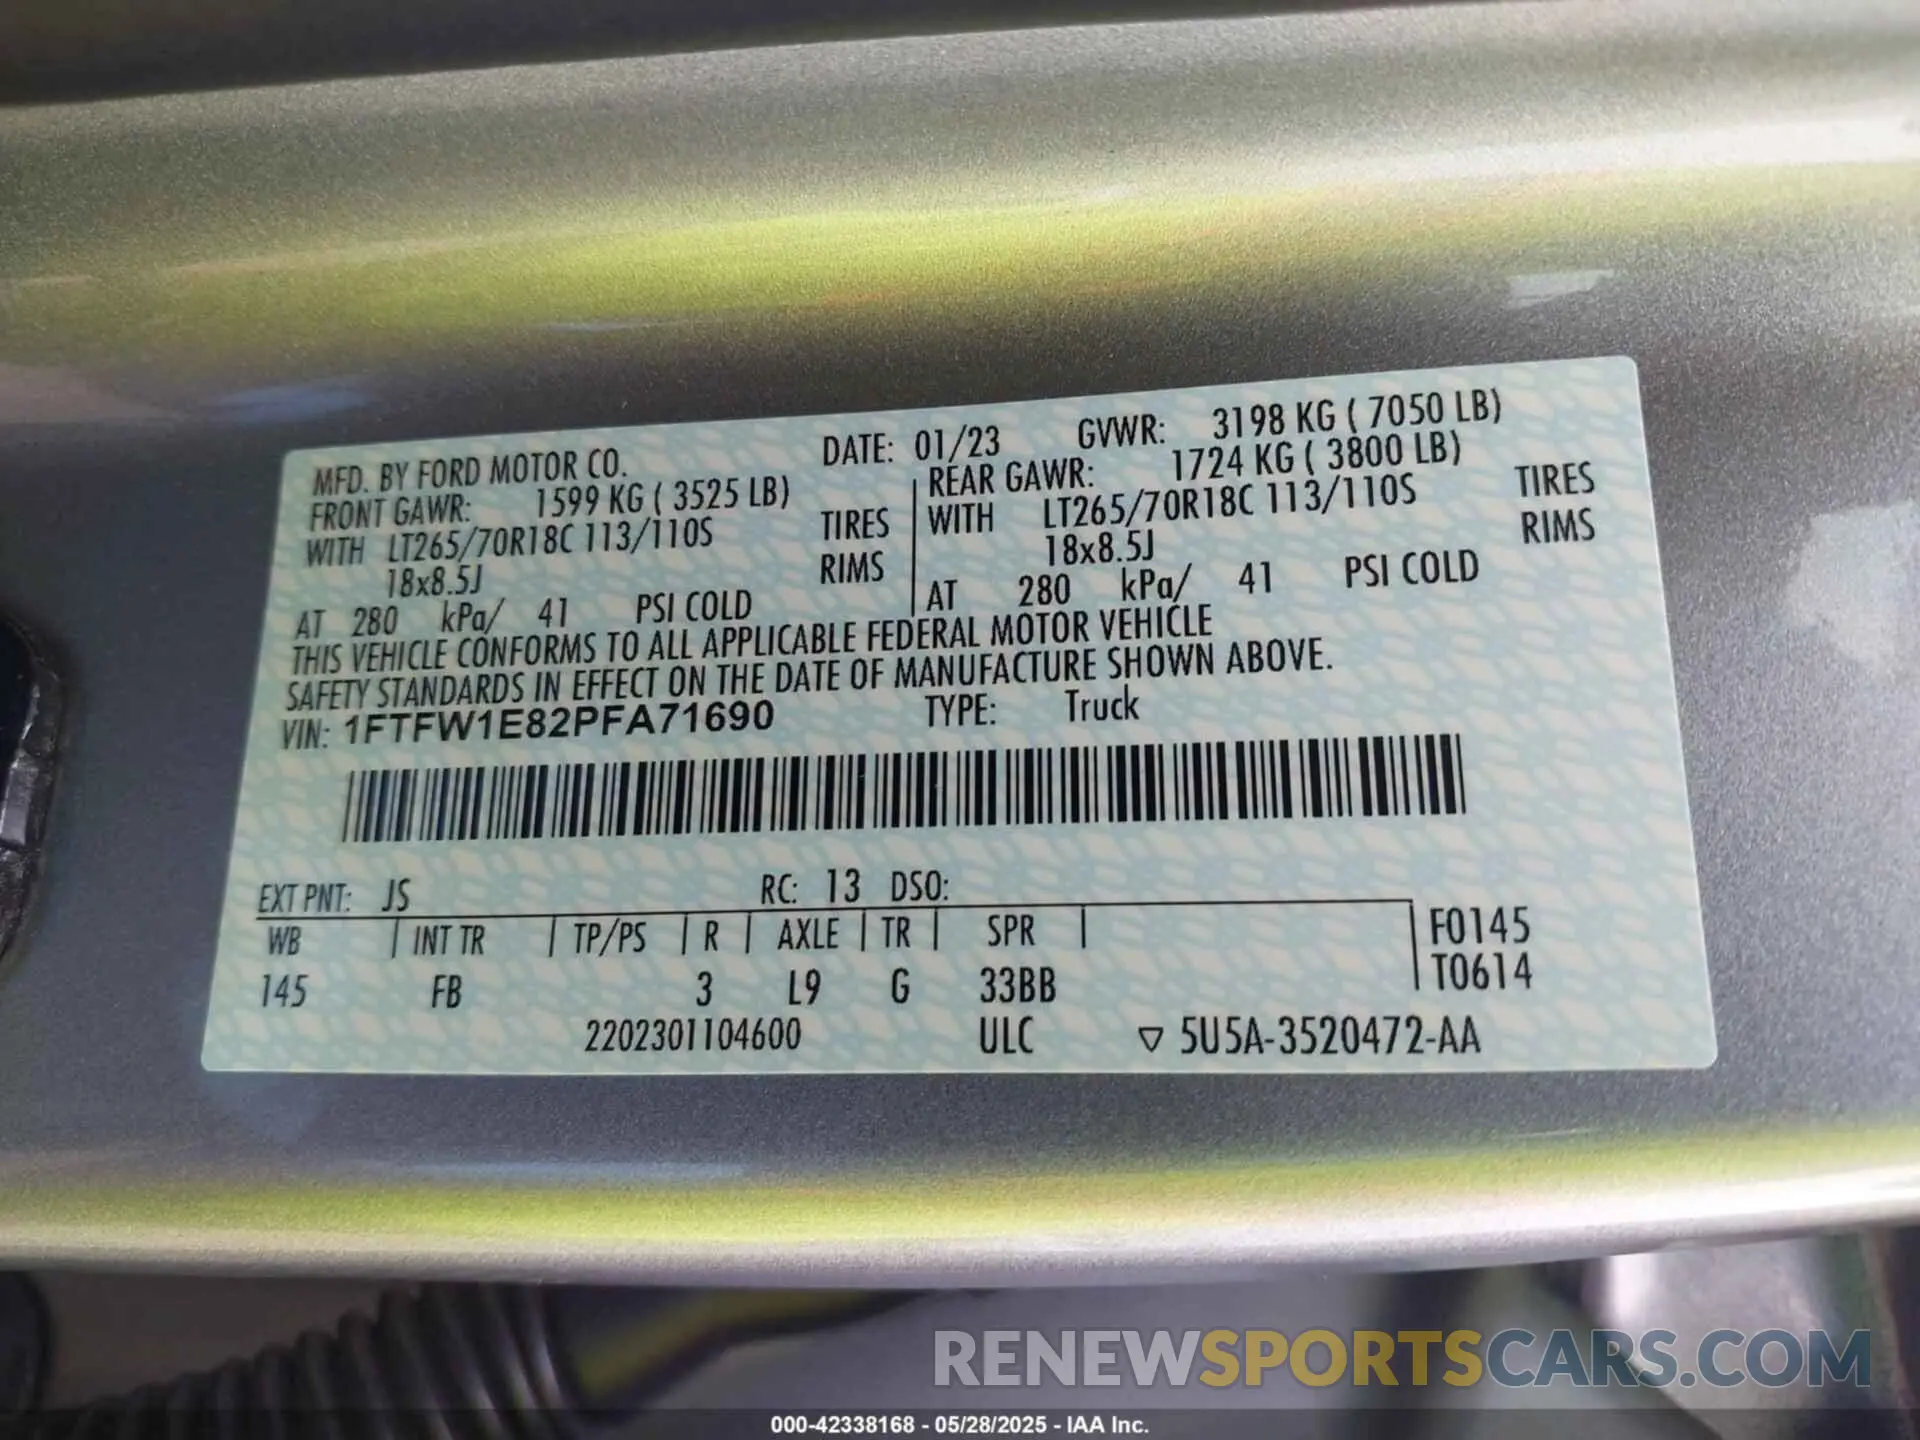 MFD. BY FORD MOTOR CO. DATE: 01/23 GVWR: 3198 KG ( 7050 LB)
FRONT GAWR: 1599 KG ( 3525 LB) REAR GAWR: 1724 KG ( 3800 LB)
WITH LT265/70R18C 113/110S TIRES WITH LT265/70R18C 113/110S TIRES
18x8.5J RIMS 18x8.5J RIMS
AT 280 kPa/ 41 PSI COLD AT 280 kPa/ 41 PSI COLD
THIS VEHICLE CONFORMS TO ALL APPLICABLE FEDERAL MOTOR VEHICLE
SAFETY STANDARDS IN EFFECT ON THE DATE OF MANUFACTURE SHOWN ABOVE.
VIN: 1FTFW1E82PFA71690 TYPE: Truck
EXT PNT: JS RC: 13 DSO:
WB INT TR TP/PS R AXLE TR SPR F0145
145 FB 3 L9 G 33BB T0614
2202301104600 ULC ▽ 5U5A-3520472-AA
RENEWSPORTSCARS.COM
000-42338168 - 05/28/2025 - IAA Inc.